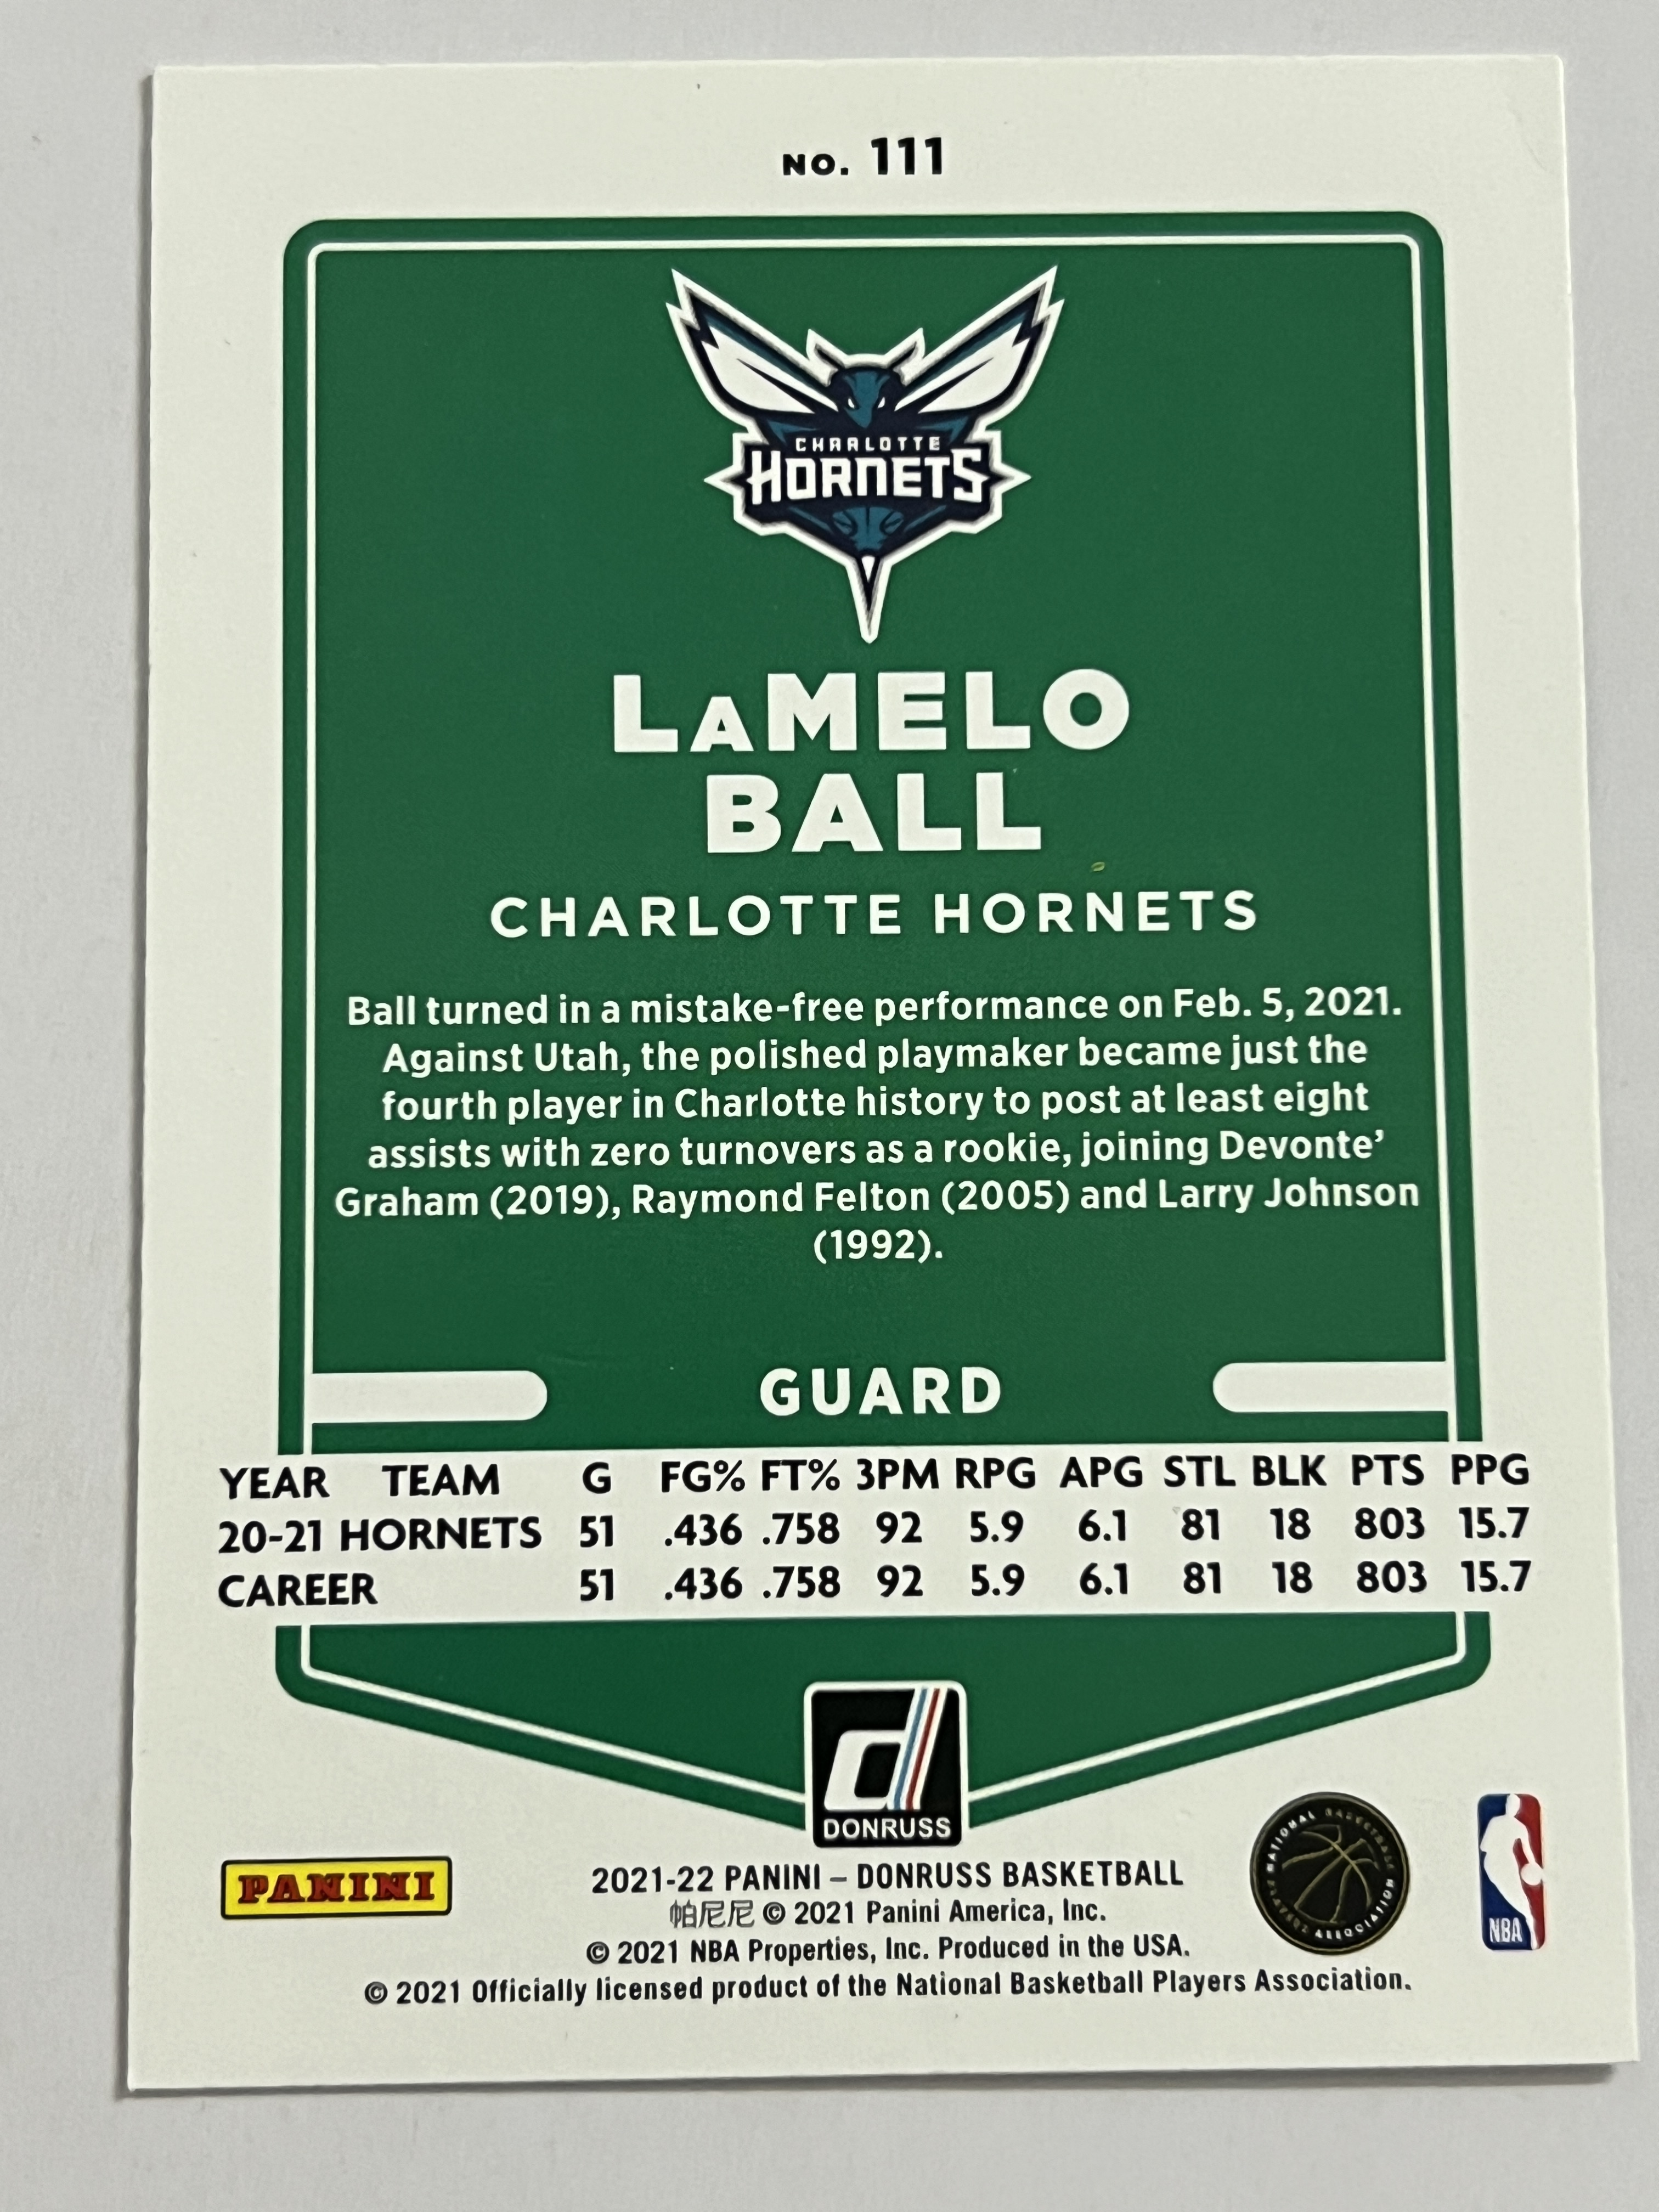 NO. 111
CHARLOTTE
HORNETS
LaMELO
BALL
CHARLOTTE HORNETS
Ball turned in a mistake-free performance on Feb. 5, 2021.
Against Utah, the polished playmaker became just the
fourth player in Charlotte history to post at least eight
assists with zero turnovers as a rookie, joining Devonte’
Graham (2019), Raymond Felton (2005) and Larry Johnson
(1992).
GUARD
YEAR TEAM G FG% FT% 3PM RPG APG STL BLK PTS PPG
20-21 HORNETS 51 .436 .758 92 5.9 6.1 81 18 803 15.7
CAREER 51 .436 .758 92 5.9 6.1 81 18 803 15.7
d
DONRUSS
PANINI
2021-22 PANINI – DONRUSS BASKETBALL
帕尼尼 © 2021 Panini America, Inc.
© 2021 NBA Properties, Inc. Produced in the USA.
© 2021 Officially licensed product of the National Basketball Players Association.
NATIONAL BASKETBALL PLAYERS ASSOCIATION
NBA